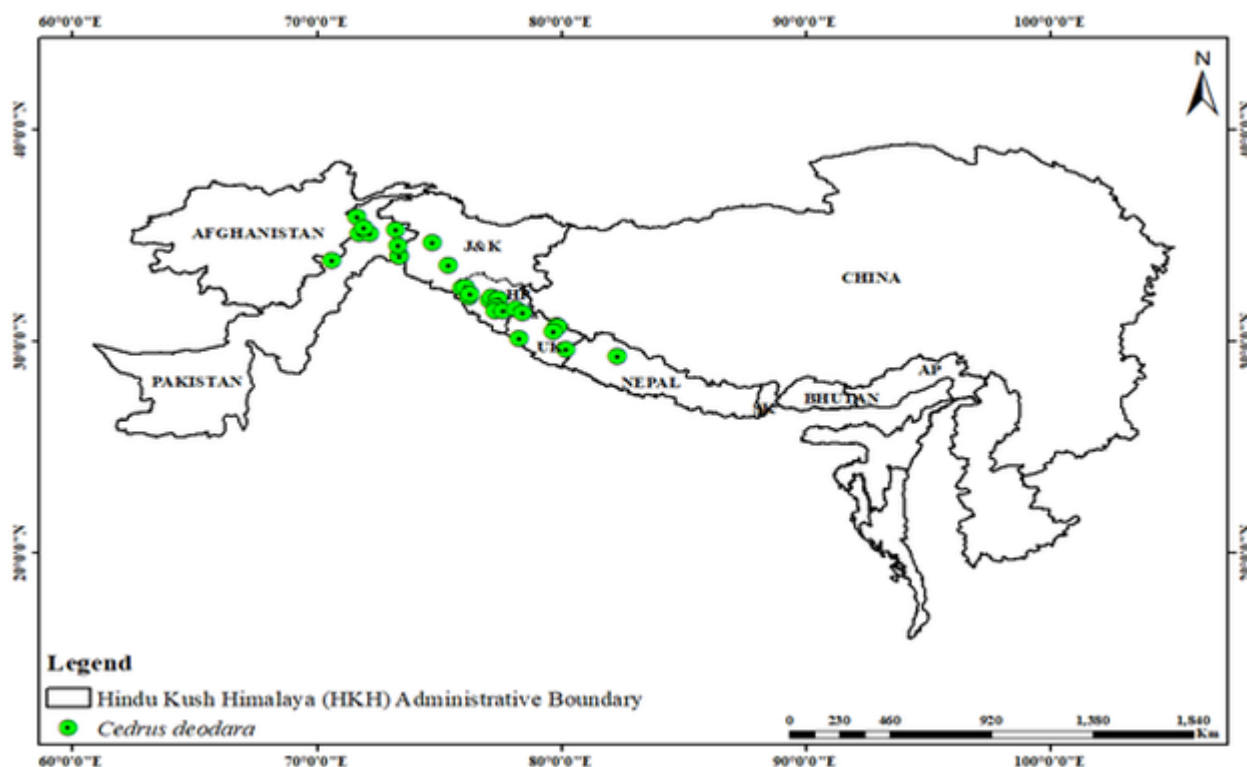 60°0'0"E 70°0'0"E 80°0'0"E 90°0'0"E 100°0'0"E
N
40°0'0"N
AFGHANISTAN
J&K
CHINA
HP
30°0'0"N
UK
PAKISTAN
NEPAL
AP
BHUTAN
20°0'0"N
Legend
Hindu Kush Himalaya (HKH) Administrative Boundary
Cedrus deodara
0 230 460 920 1,380 1,840
Km
60°0'0"E 70°0'0"E 80°0'0"E 90°0'0"E 100°0'0"E